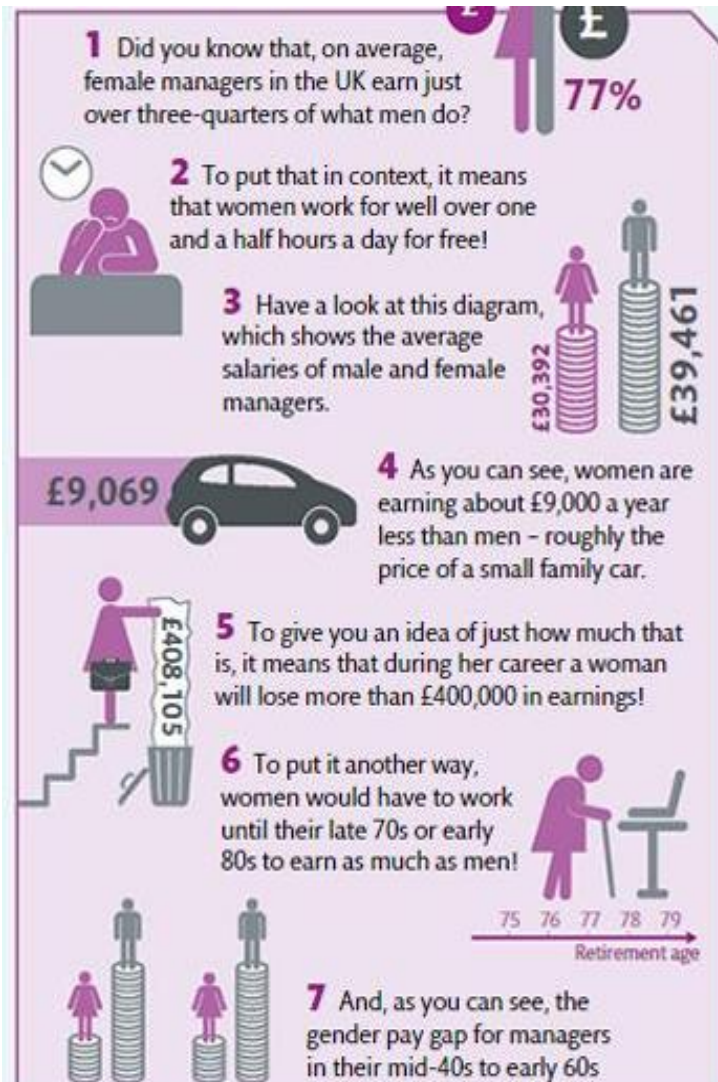 £
£
1 Did you know that, on average,
female managers in the UK earn just
over three-quarters of what men do?
77%
2 To put that in context, it means
that women work for well over one
and a half hours a day for free!
3 Have a look at this diagram,
which shows the average
salaries of male and female
managers.
£30,392
£39,461
£9,069
4 As you can see, women are
earning about £9,000 a year
less than men – roughly the
price of a small family car.
£408,105
5 To give you an idea of just how much that
is, it means that during her career a woman
will lose more than £400,000 in earnings!
6 To put it another way,
women would have to work
until their late 70s or early
80s to earn as much as men!
75 76 77 78 79
Retirement age
7 And, as you can see, the
gender pay gap for managers
in their mid-40s to early 60s